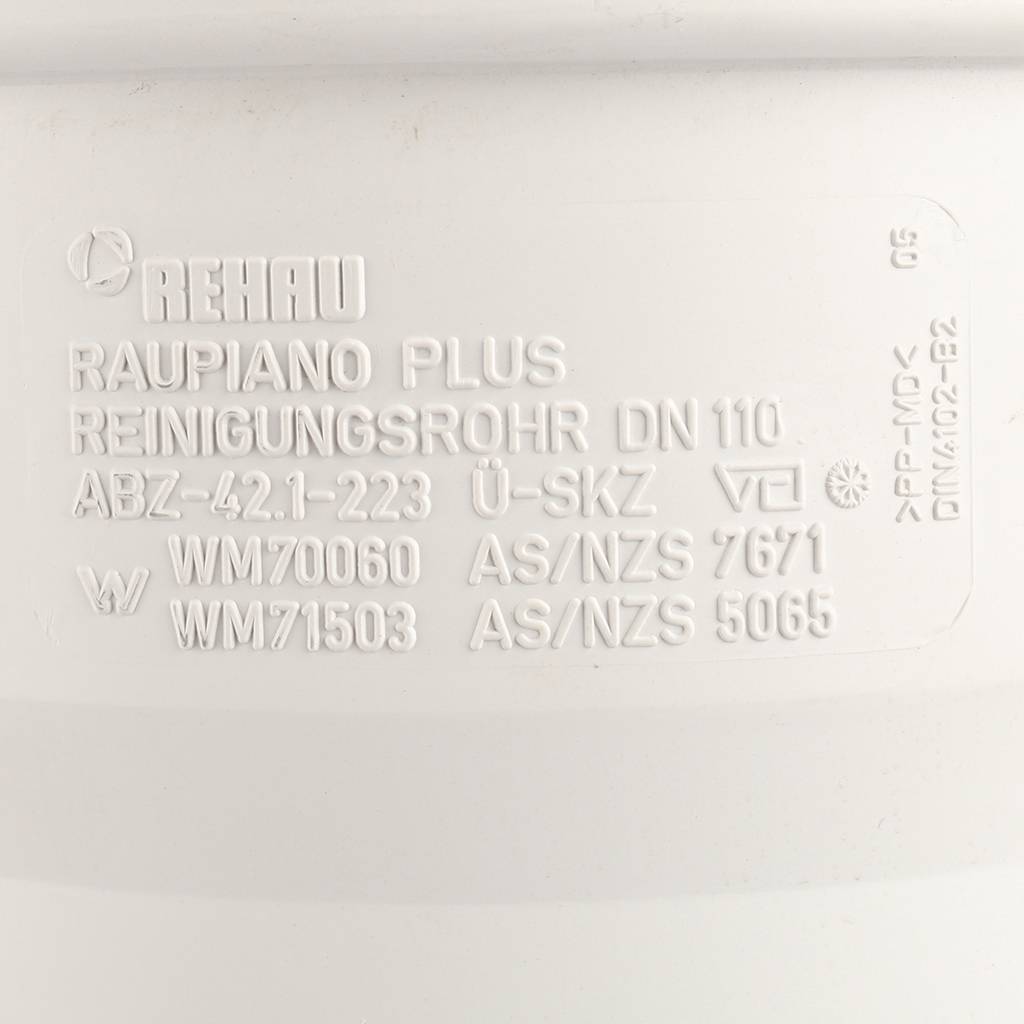 REHAU
RAUPIANO PLUS
REINIGUNGSROHR DN 110
ABZ-42.1-223 Ü-SKZ
W WM70060 AS/NZS 7671
WM71503 AS/NZS 5065
05
>PP-MD<
DIN4102-B2